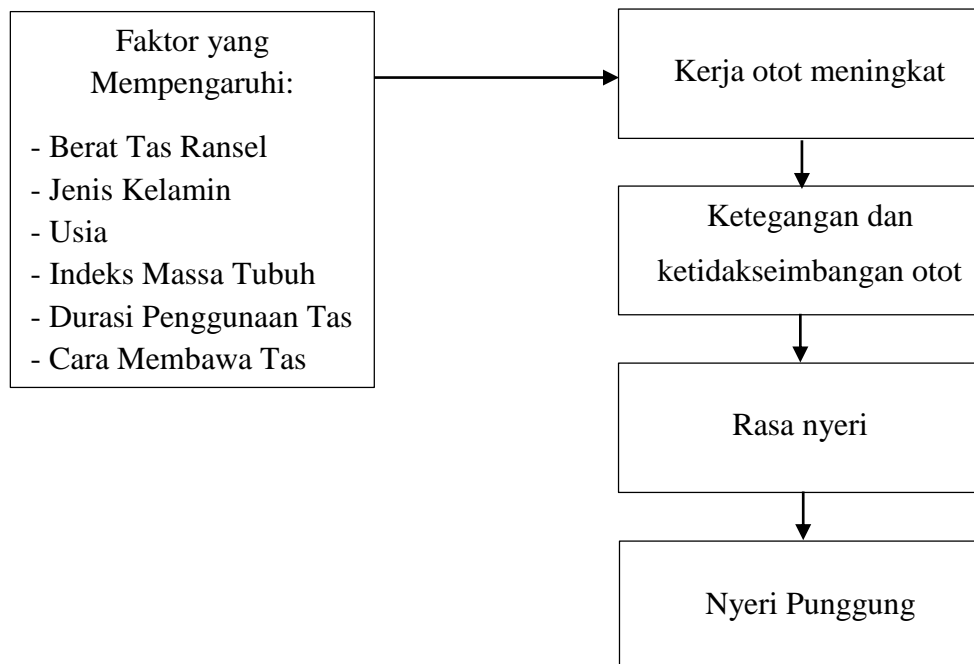 Faktor yang
Mempengaruhi:
- Berat Tas Ransel
- Jenis Kelamin
- Usia
- Indeks Massa Tubuh
- Durasi Penggunaan Tas
- Cara Membawa Tas
Kerja otot meningkat
Ketegangan dan
ketidakseimbangan otot
Rasa nyeri
Nyeri Punggung